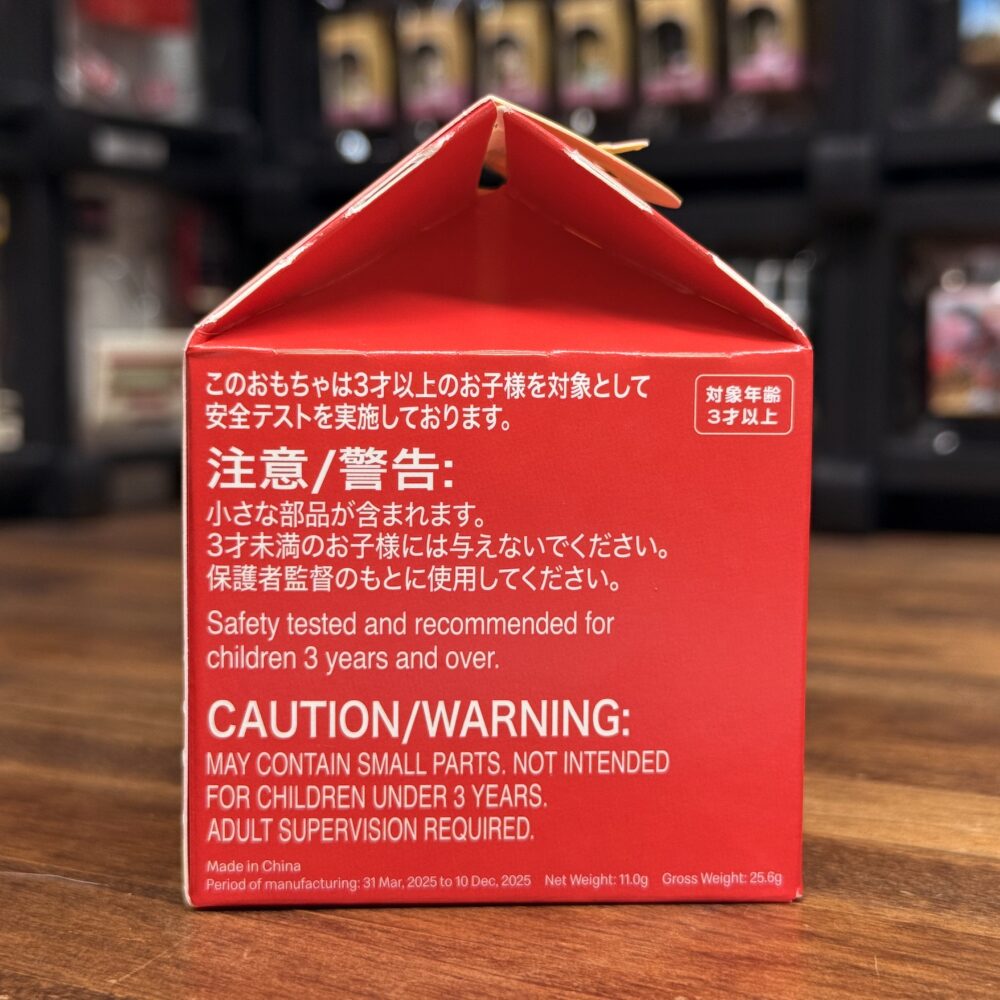 このおもちゃは3才以上のお子様を対象として
安全テストを実施しております。
対象年齢
3才以上
注意/警告:
小さな部品が含まれます。
3才未満のお子様には与えないでください。
保護者監督のもとに使用してください。
Safety tested and recommended for
children 3 years and over.
CAUTION/WARNING:
MAY CONTAIN SMALL PARTS. NOT INTENDED
FOR CHILDREN UNDER 3 YEARS.
ADULT SUPERVISION REQUIRED.
Made in China
Period of manufacturing: 31 Mar, 2025 to 10 Dec, 2025 Net Weight: 11.0g Gross Weight: 25.6g